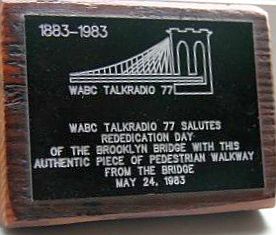 1883-1983
WABC TALKRADIO 77
WABC TALKRADIO 77 SALUTES
REDEDICATION DAY
OF THE BROOKLYN BRIDGE WITH THIS
AUTHENTIC PIECE OF PEDESTRIAN WALKWAY
FROM THE BRIDGE
MAY 24, 1983